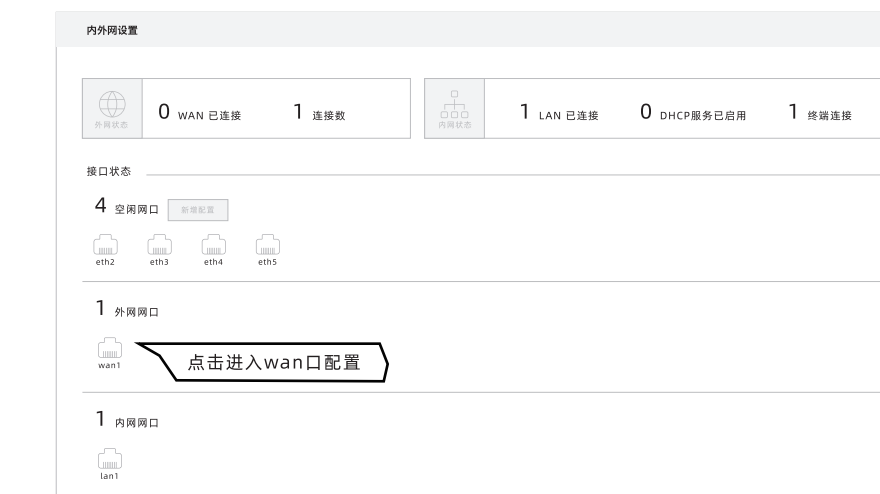 内外网设置
外网状态
0 WAN 已连接 1 连接数
内网状态
1 LAN 已连接 0 DHCP服务已启用 1 终端连接
接口状态
4 空闲网口 新增配置
eth2 eth3 eth4 eth5
1 外网网口
wan1
点击进入wan口配置
1 内网网口
lan1